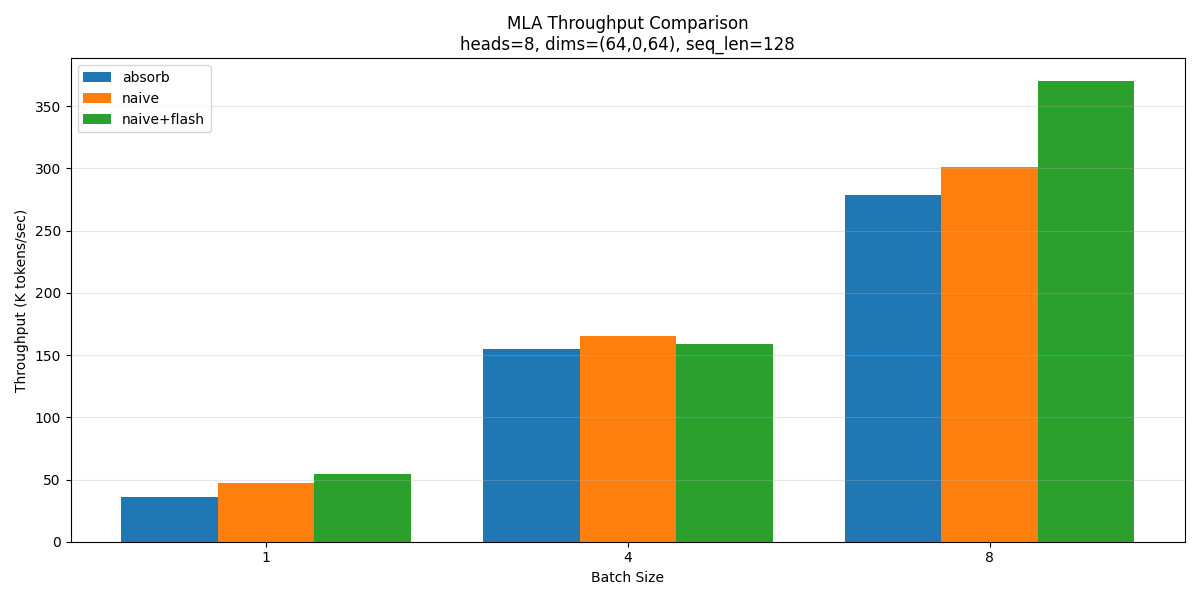 MLA Throughput Comparison
heads=8, dims=(64,0,64), seq_len=128
absorb
naive
naive+flash
Throughput (K tokens/sec)
350
300
250
200
150
100
50
0
1
4
8
Batch Size